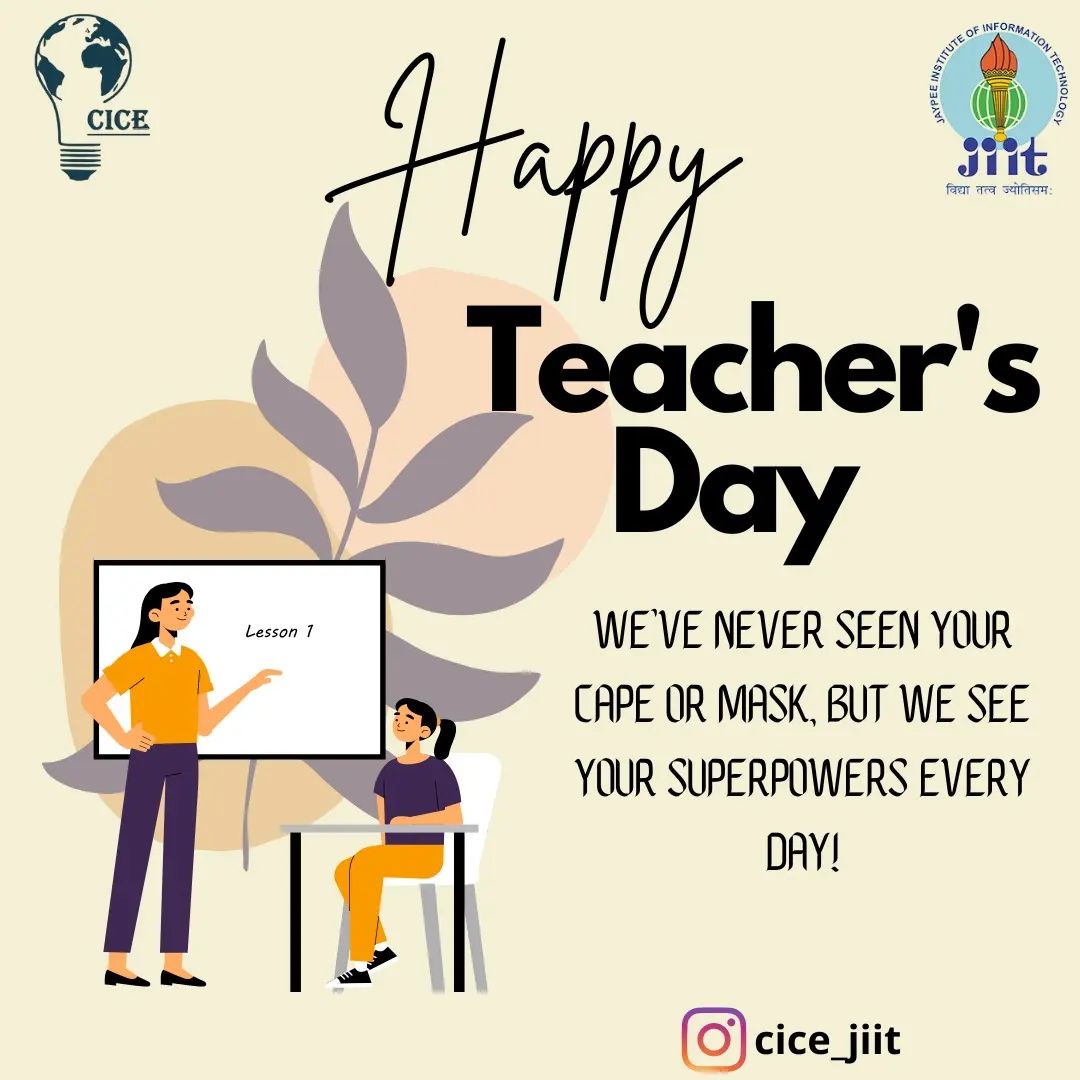 CICE
JAYPEE INSTITUTE OF INFORMATION TECHNOLOGY
jiit
विद्या तत्व ज्योतिसम:
Happy
Teacher's
Day
Lesson 1
WE'VE NEVER SEEN YOUR
CAPE OR MASK, BUT WE SEE
YOUR SUPERPOWERS EVERY
DAY!
cice_jiit